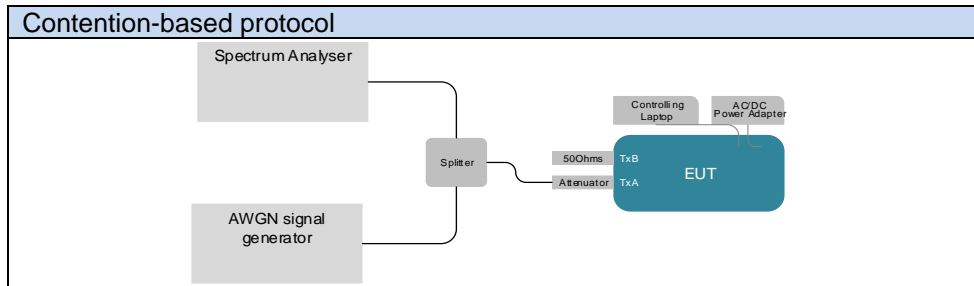 Contention-based protocol
Spectrum Analyser
Controlling
Laptop
AC/DC
Power Adapter
Splitter
50Ohms
TxB
EUT
Attenuator
TxA
AWGN signal
generator